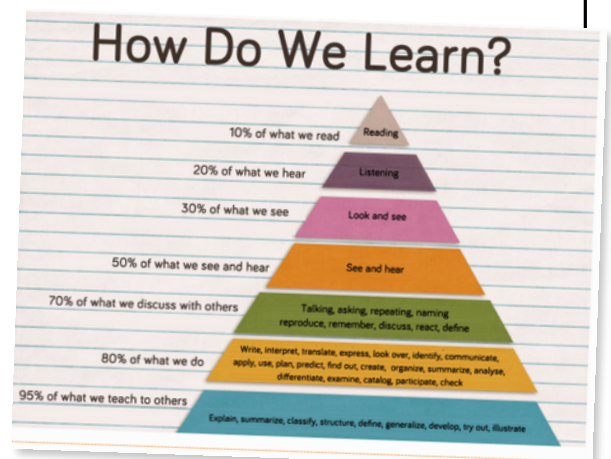 How Do We Learn?
10% of what we read
Reading
20% of what we hear
Listening
30% of what we see
Look and see
50% of what we see and hear
See and hear
70% of what we discuss with others
Talking, asking, repeating, naming
reproduce, remember, discuss, react, define
80% of what we do
Write, interpret, translate, express, look over, identify, communicate,
apply, use, plan, predict, find out, create, organize, summarize, analyse,
differentiate, examine, catalog, participate, check
95% of what we teach to others
Explain, summarize, classify, structure, define, generalize, develop, try out, illustrate